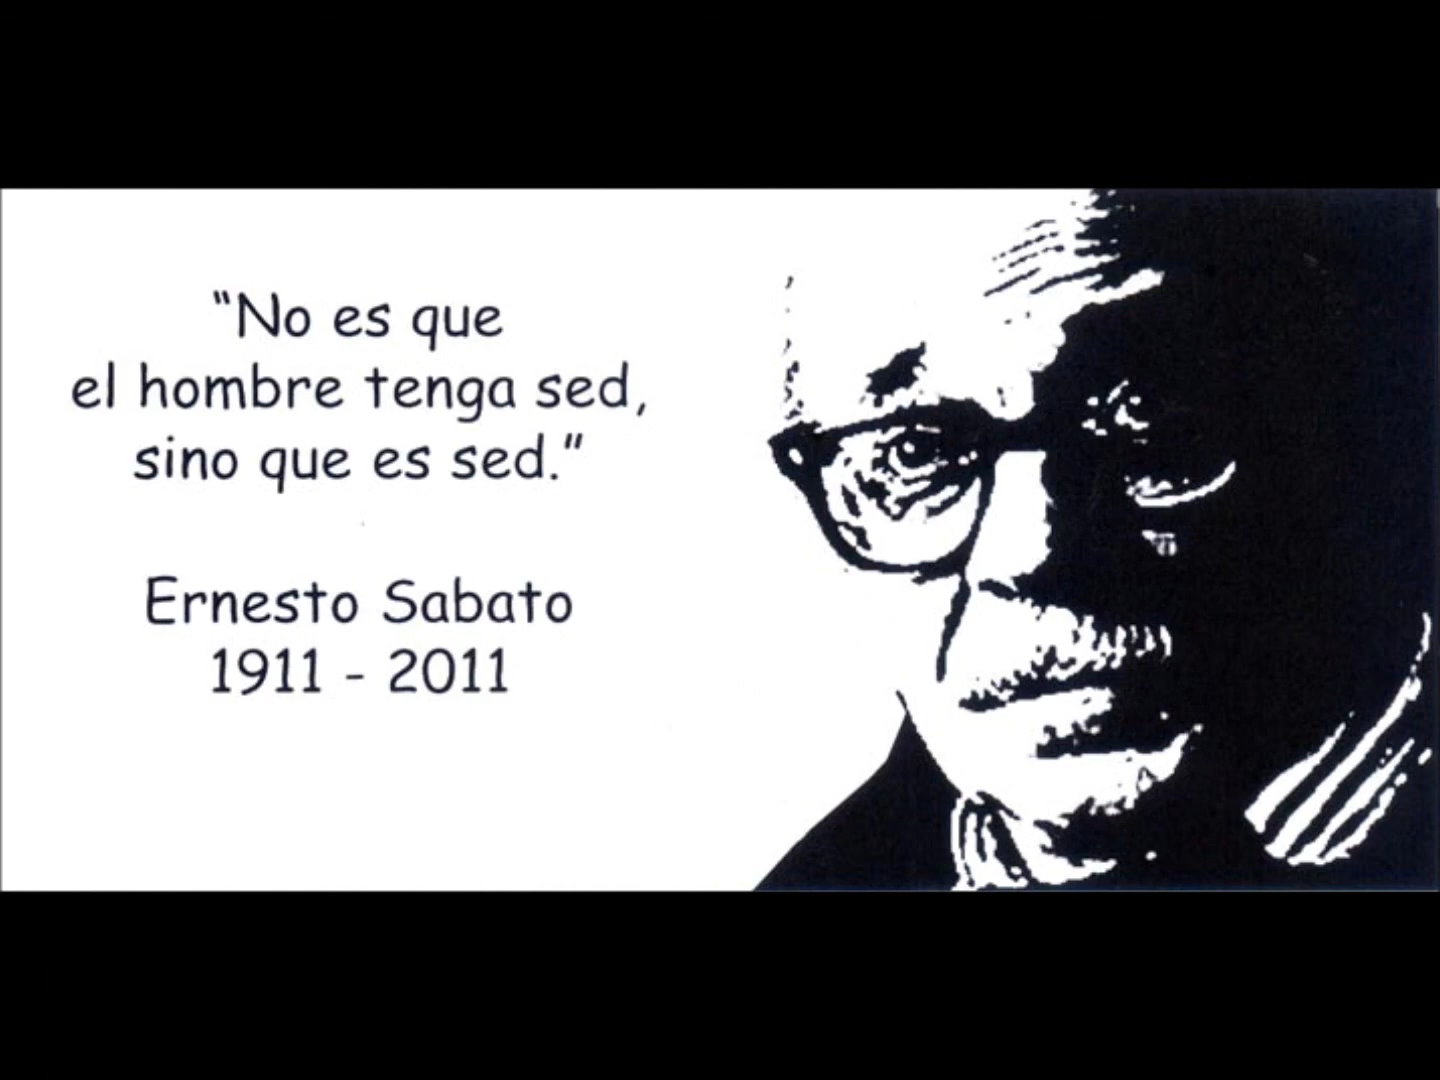 “No es que
el hombre tenga sed,
sino que es sed.”
Ernesto Sabato
1911 - 2011